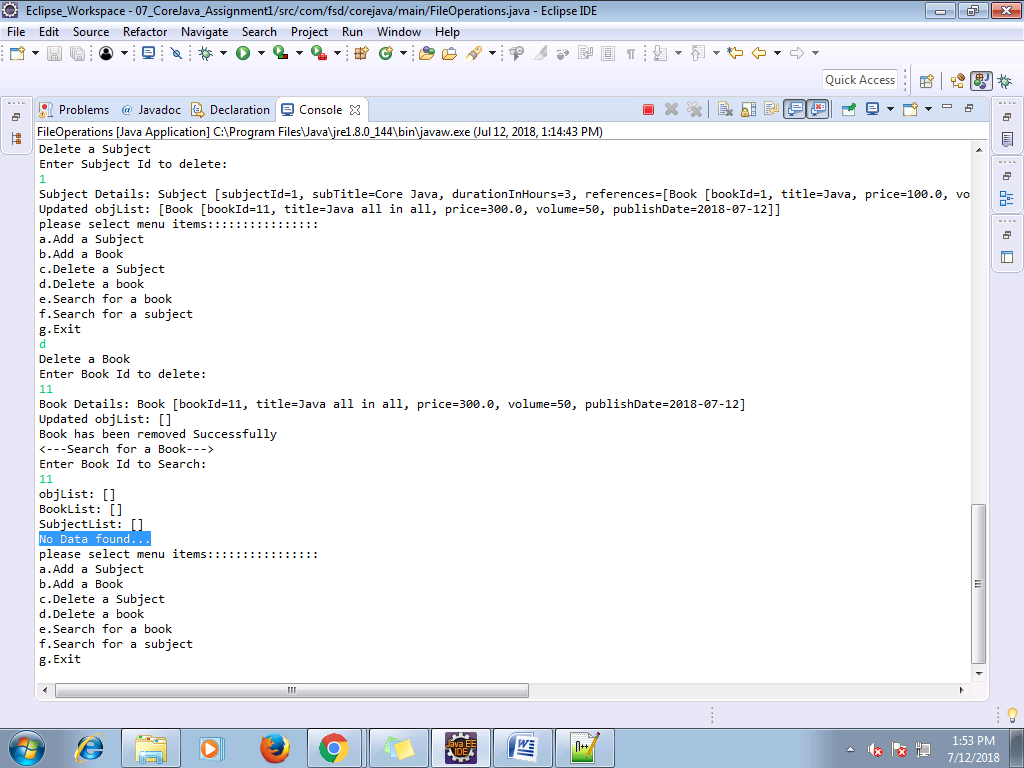 Eclipse_Workspace - 07_CoreJava_Assignment1/src/com/fsd/corejava/main/FileOperations.java - Eclipse IDE
File Edit Source Refactor Navigate Search Project Run Window Help
Quick Access
Problems @ Javadoc Declaration Console
FileOperations [Java Application] C:\Program Files\Java\jre1.8.0_144\bin\javaw.exe (Jul 12, 2018, 1:14:43 PM)
Delete a Subject
Enter Subject Id to delete:
1
Subject Details: Subject [subjectId=1, subTitle=Core Java, durationInHours=3, references=[Book [bookId=1, title=Java, price=100.0, vo
Updated objList: [Book [bookId=11, title=Java all in all, price=300.0, volume=50, publishDate=2018-07-12]]
please select menu items::::::::::::::::
a.Add a Subject
b.Add a Book
c.Delete a Subject
d.Delete a book
e.Search for a book
f.Search for a subject
g.Exit
d
Delete a Book
Enter Book Id to delete:
11
Book Details: Book [bookId=11, title=Java all in all, price=300.0, volume=50, publishDate=2018-07-12]
Updated objList: []
Book has been removed Successfully
<---Search for a Book--->
Enter Book Id to Search:
11
objList: []
BookList: []
SubjectList: []
No Data found...
please select menu items::::::::::::::::
a.Add a Subject
b.Add a Book
c.Delete a Subject
d.Delete a book
e.Search for a book
f.Search for a subject
g.Exit
Java EE
IDE
1:53 PM
7/12/2018